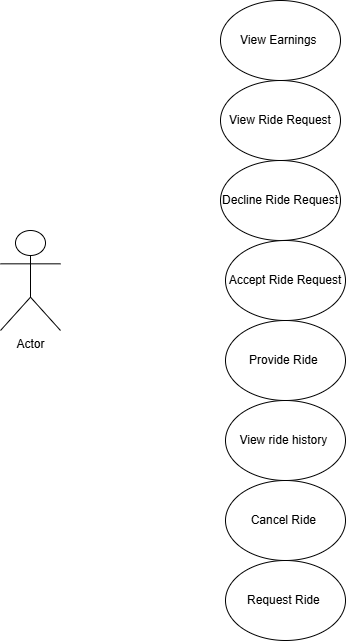 View Earnings
View Ride Request
Decline Ride Request
Accept Ride Request
Actor
Provide Ride
View ride history
Cancel Ride
Request Ride